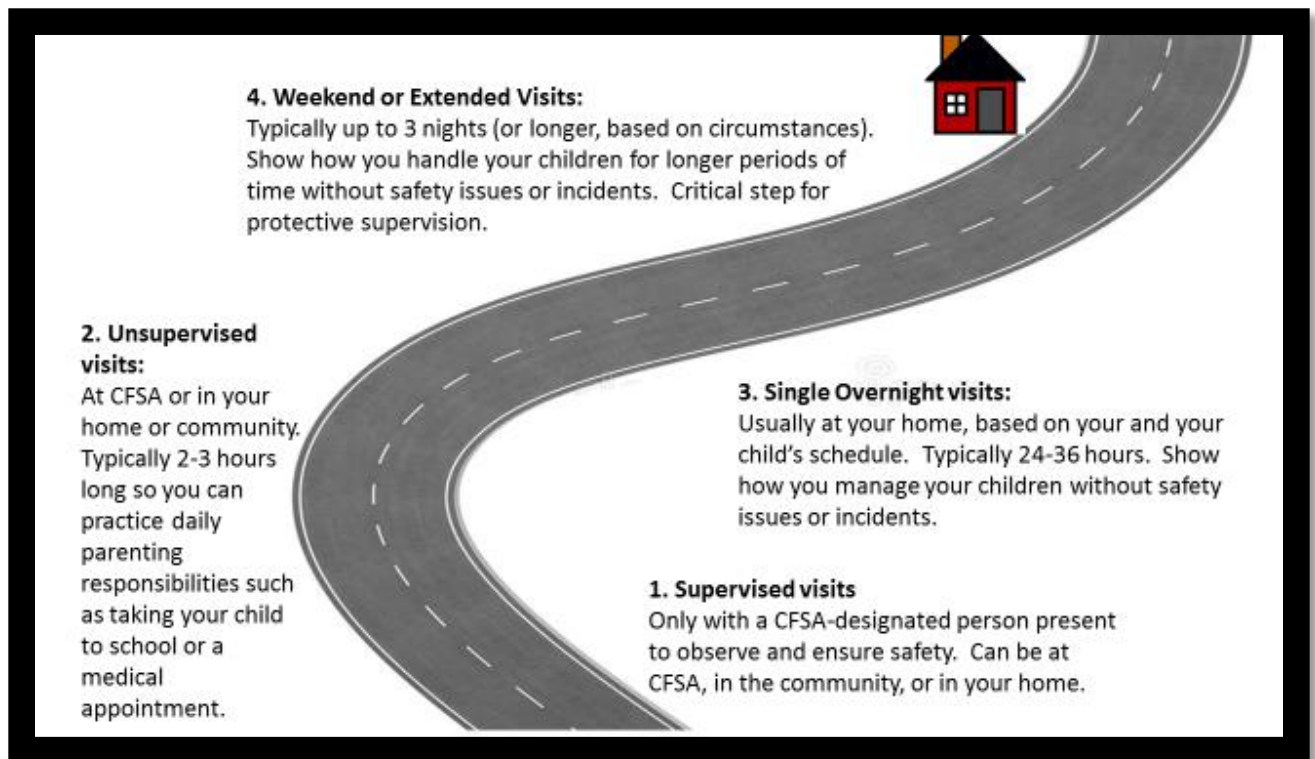 4. Weekend or Extended Visits:
Typically up to 3 nights (or longer, based on circumstances).
Show how you handle your children for longer periods of
time without safety issues or incidents.  Critical step for
protective supervision.
2. Unsupervised
visits:
At CFSA or in your
home or community.
Typically 2-3 hours
long so you can
practice daily
parenting
responsibilities such
as taking your child
to school or a
medical
appointment.
3. Single Overnight visits:
Usually at your home, based on your and your
child’s schedule.  Typically 24-36 hours.  Show
how you manage your children without safety
issues or incidents.
1. Supervised visits
Only with a CFSA-designated person present
to observe and ensure safety.  Can be at
CFSA, in the community, or in your home.